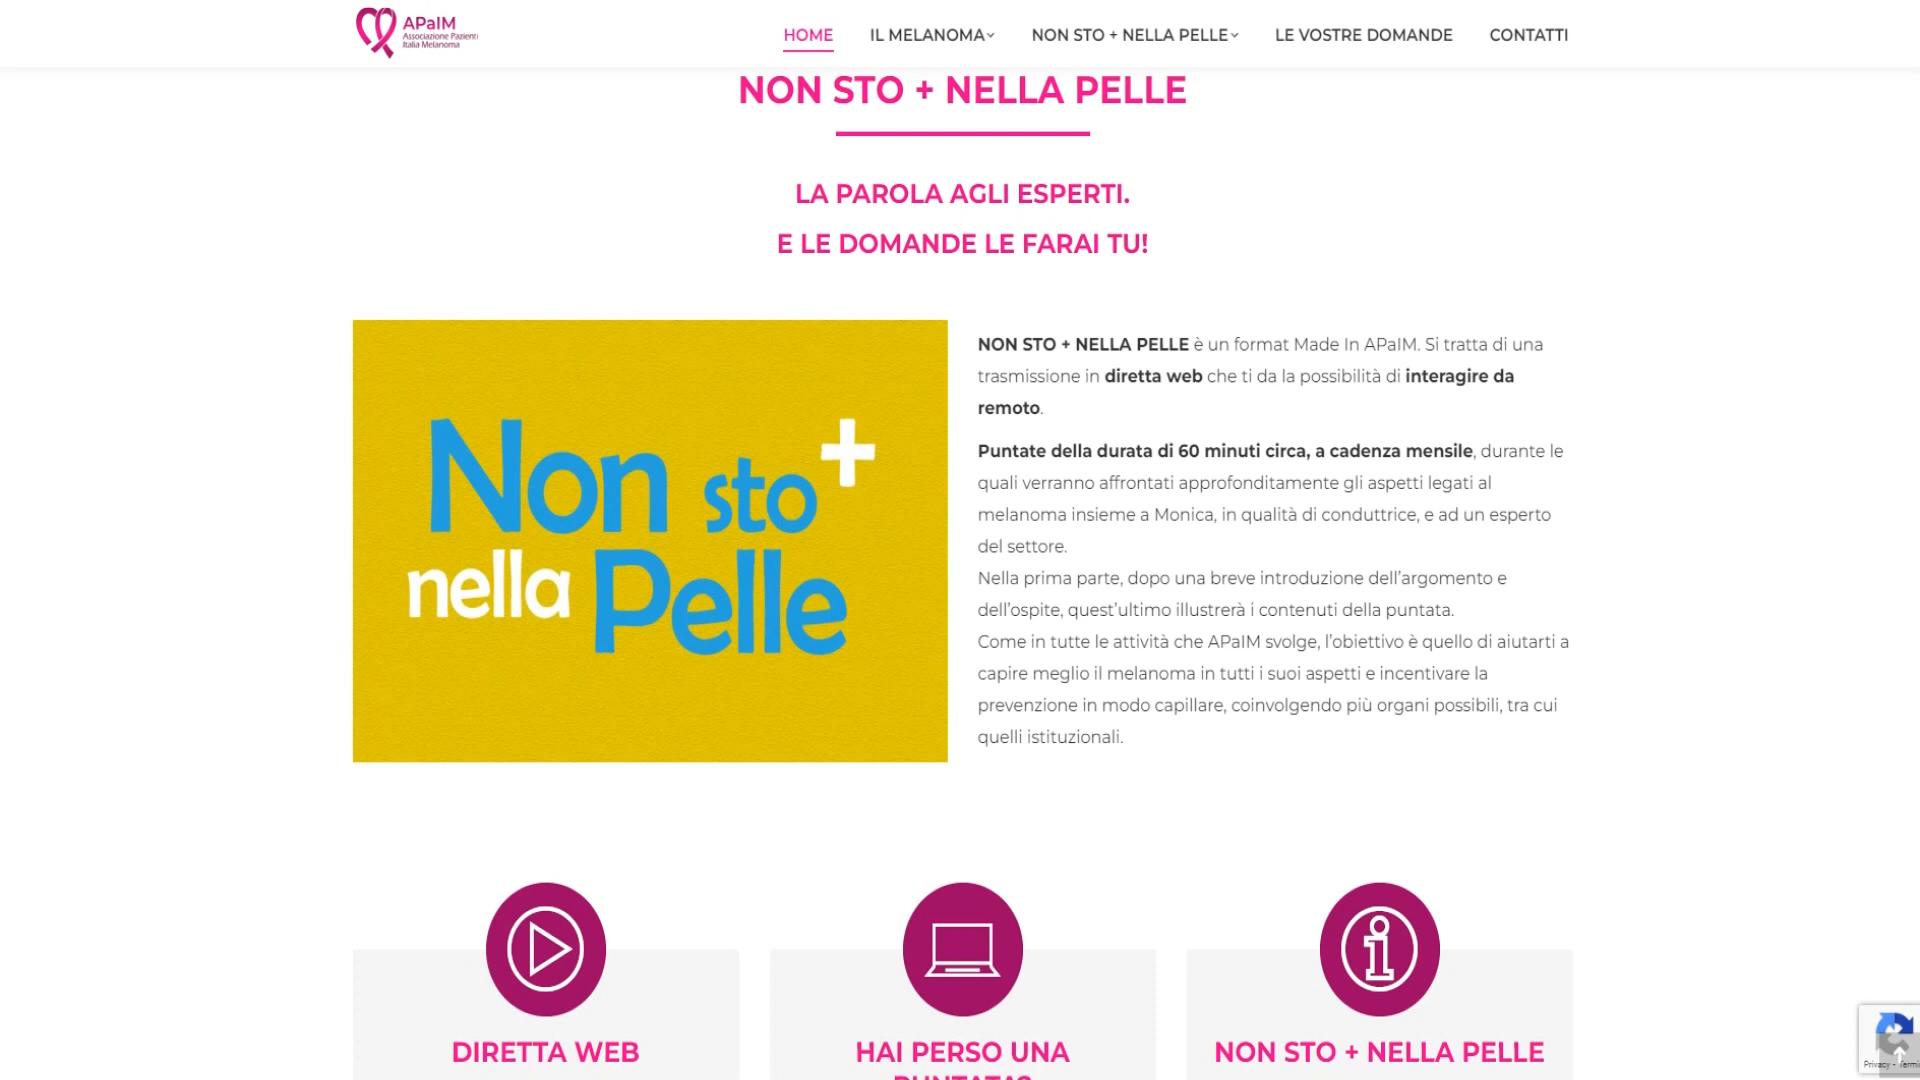 APaIM
Associazione Pazienti
Italia Melanoma
HOME
IL MELANOMA
NON STO + NELLA PELLE
LE VOSTRE DOMANDE
CONTATTI
NON STO + NELLA PELLE
LA PAROLA AGLI ESPERTI.
E LE DOMANDE LE FARAI TU!
Non sto +
nella Pelle
NON STO + NELLA PELLE è un format Made In APaIM. Si tratta di una
trasmissione in diretta web che ti da la possibilità di interagire da
remoto.
Puntate della durata di 60 minuti circa, a cadenza mensile, durante le
quali verranno affrontati approfonditamente gli aspetti legati al
melanoma insieme a Monica, in qualità di conduttrice, e ad un esperto
del settore.
Nella prima parte, dopo una breve introduzione dell’argomento e
dell’ospite, quest’ultimo illustrerà i contenuti della puntata.
Come in tutte le attività che APaIM svolge, l’obiettivo è quello di aiutarti a
capire meglio il melanoma in tutti i suoi aspetti e incentivare la
prevenzione in modo capillare, coinvolgendo più organi possibili, tra cui
quelli istituzionali.
DIRETTA WEB
HAI PERSO UNA
PUNTATA?
NON STO + NELLA PELLE
Privacy -